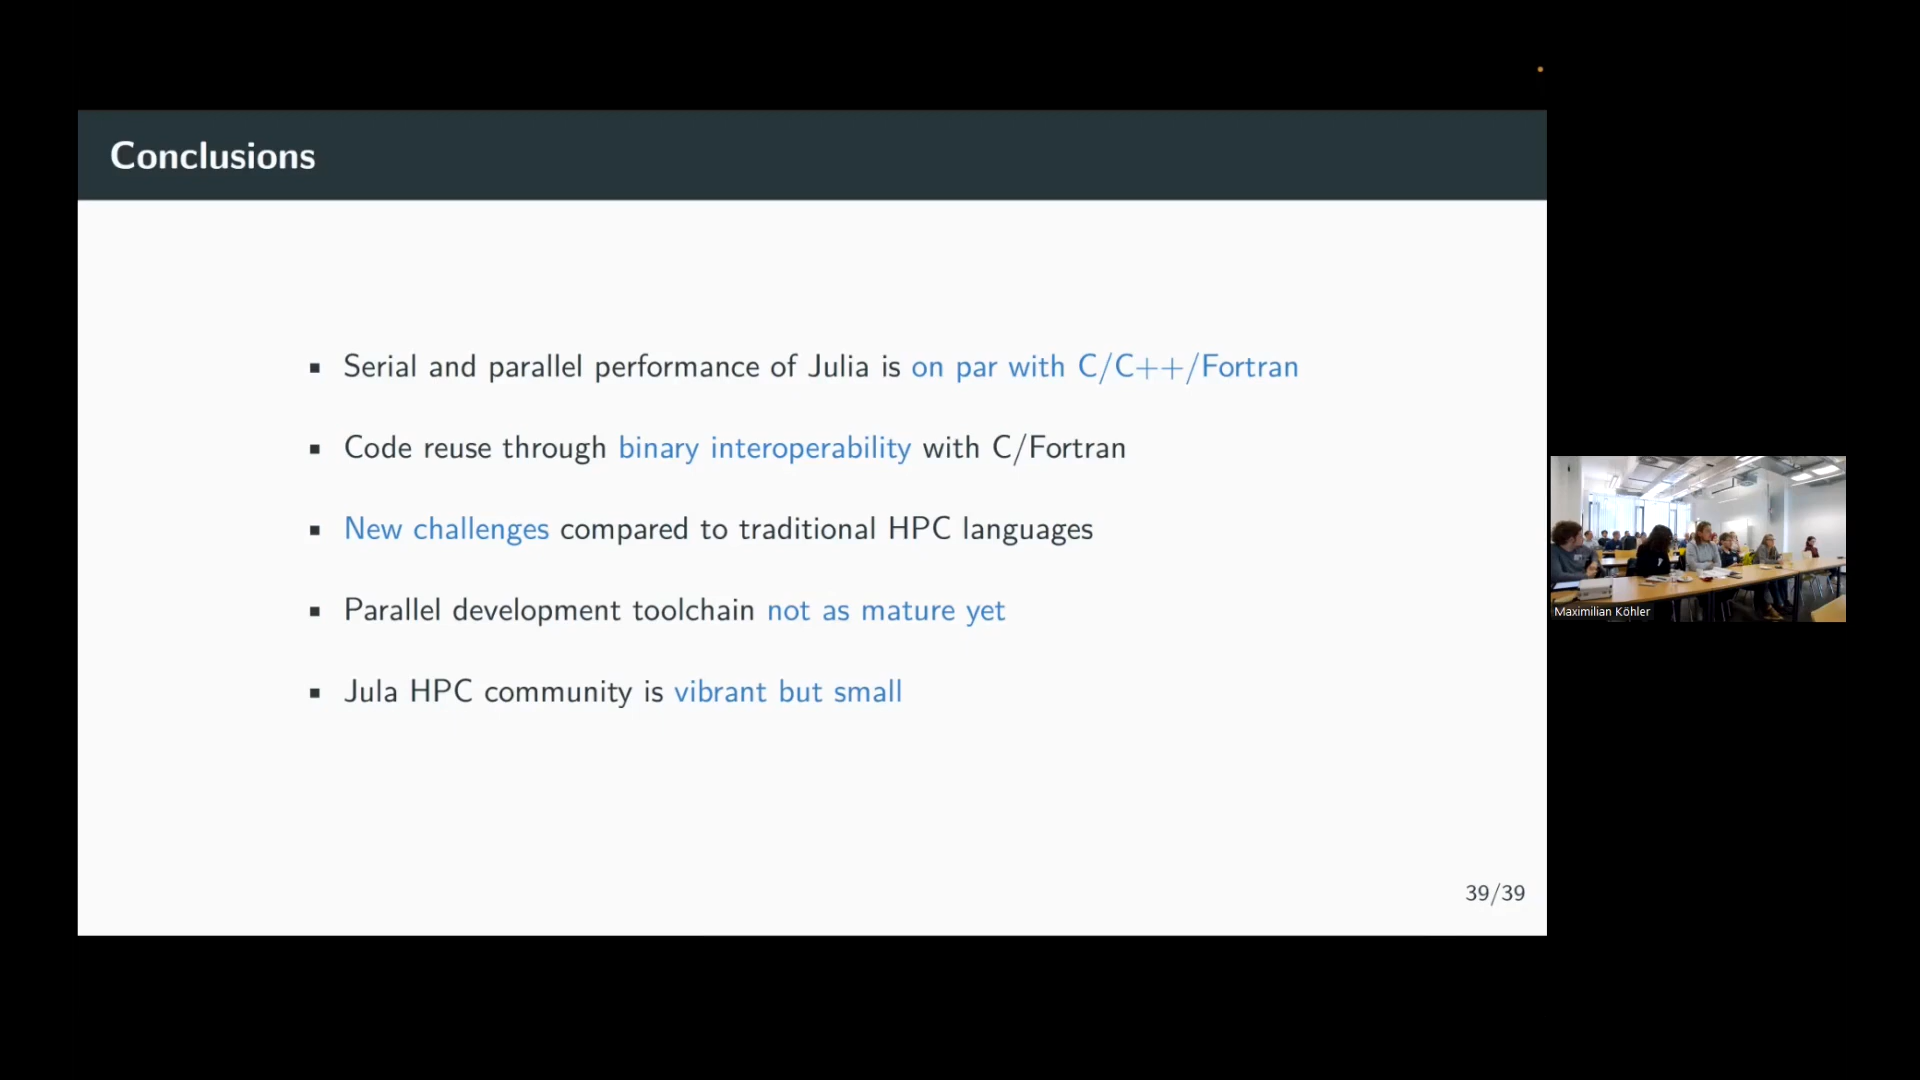 Conclusions
▪ Serial and parallel performance of Julia is on par with C/C++/Fortran
▪ Code reuse through binary interoperability with C/Fortran
▪ New challenges compared to traditional HPC languages
▪ Parallel development toolchain not as mature yet
▪ Jula HPC community is vibrant but small
39/39
Maximilian Köhler